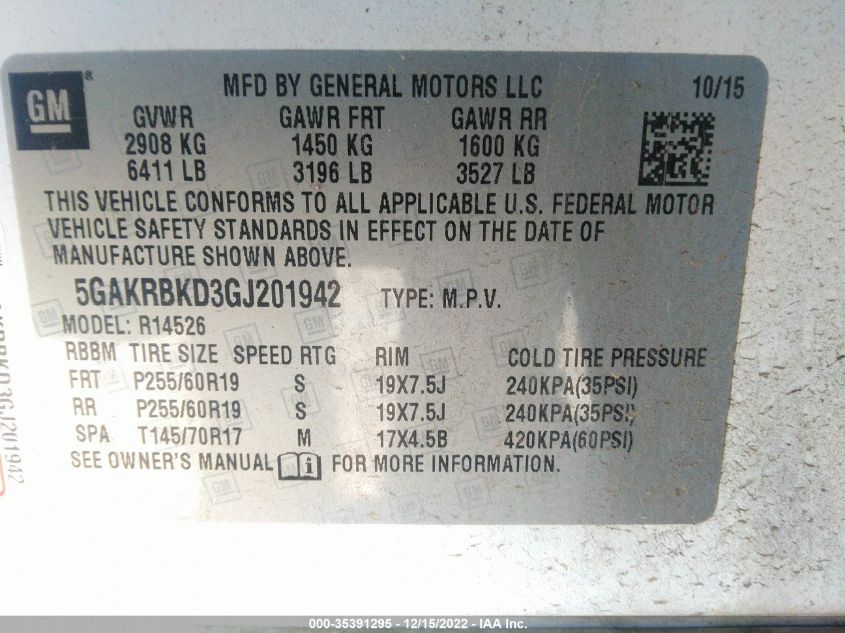 GM ®
MFD BY GENERAL MOTORS LLC 10/15
GVWR GAWR FRT GAWR RR
2908 KG 1450 KG 1600 KG
6411 LB 3196 LB 3527 LB
THIS VEHICLE CONFORMS TO ALL APPLICABLE U.S. FEDERAL MOTOR
VEHICLE SAFETY STANDARDS IN EFFECT ON THE DATE OF
MANUFACTURE SHOWN ABOVE.
5GAKRBKD3GJ201942 TYPE: M.P.V.
MODEL: R14526
RBBM TIRE SIZE SPEED RTG RIM COLD TIRE PRESSURE
FRT P255/60R19 S 19X7.5J 240KPA(35PSI)
RR P255/60R19 S 19X7.5J 240KPA(35PSI)
SPA T145/70R17 M 17X4.5B 420KPA(60PSI)
SEE OWNER'S MANUAL i FOR MORE INFORMATION.
000-35391295 - 12/15/2022 - IAA Inc.